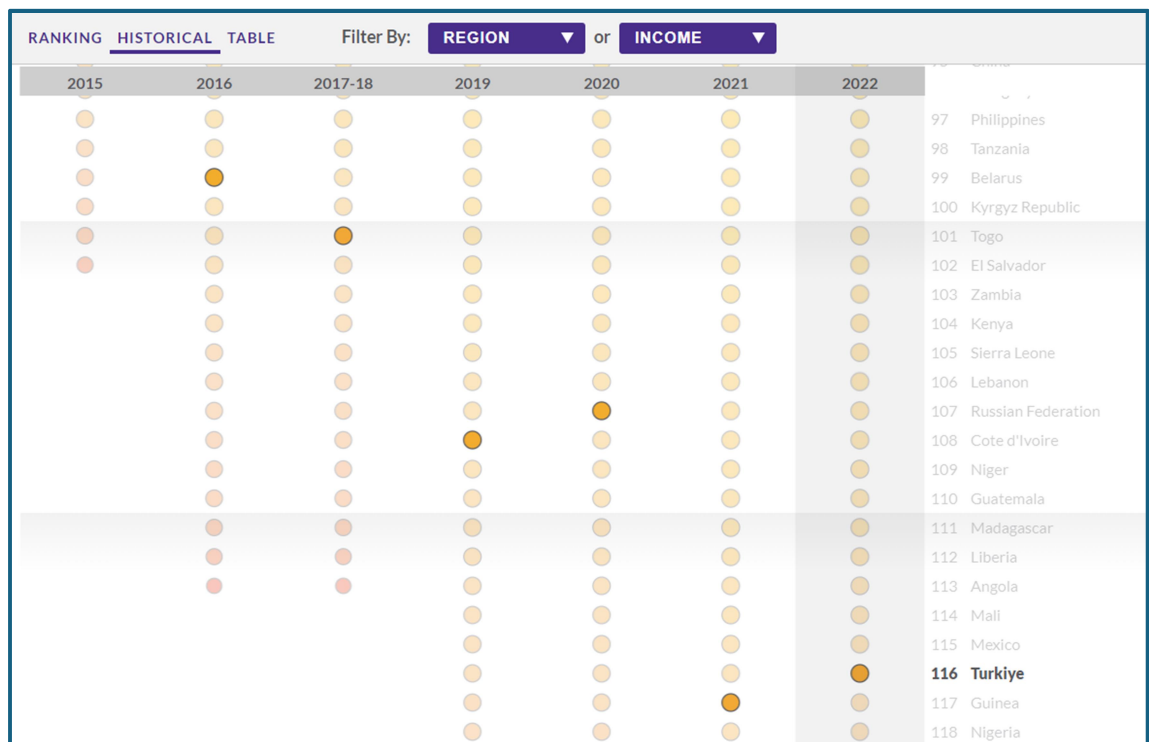 RANKING HISTORICAL TABLE Filter By: REGION ▼ or INCOME ▼
2015 2016 2017-18 2019 2020 2021 2022
97 Philippines
98 Tanzania
99 Belarus
100 Kyrgyz Republic
101 Togo
102 El Salvador
103 Zambia
104 Kenya
105 Sierra Leone
106 Lebanon
107 Russian Federation
108 Cote d'Ivoire
109 Niger
110 Guatemala
111 Madagascar
112 Liberia
113 Angola
114 Mali
115 Mexico
116 Turkiye
117 Guinea
118 Nigeria